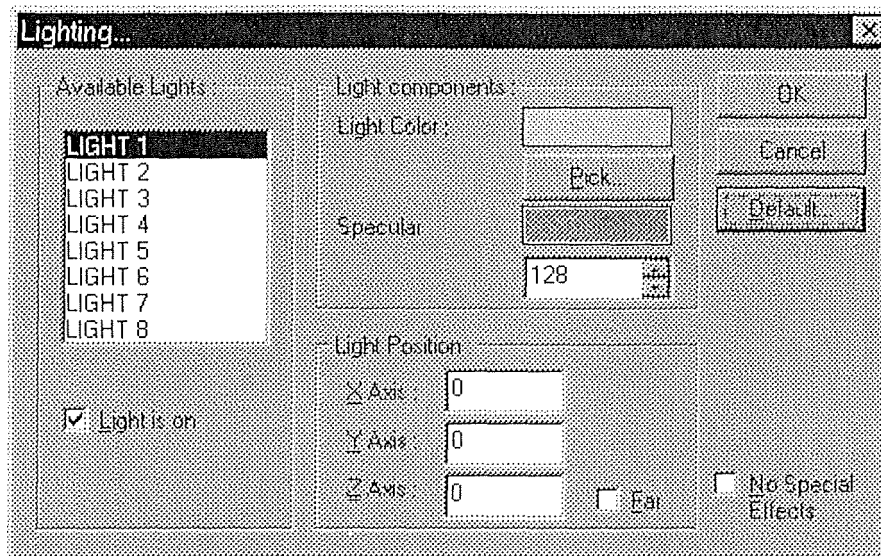 Lighting...
Available Lights :
LIGHT 1
LIGHT 2
LIGHT 3
LIGHT 4
LIGHT 5
LIGHT 6
LIGHT 7
LIGHT 8
Light is on
Light components :
Light Color :
Pick...
Specular
128
Light Position
X Axis : 0
Y Axis : 0
Z Axis : 0
Far
OK
Cancel
Default...
No Special
Effects